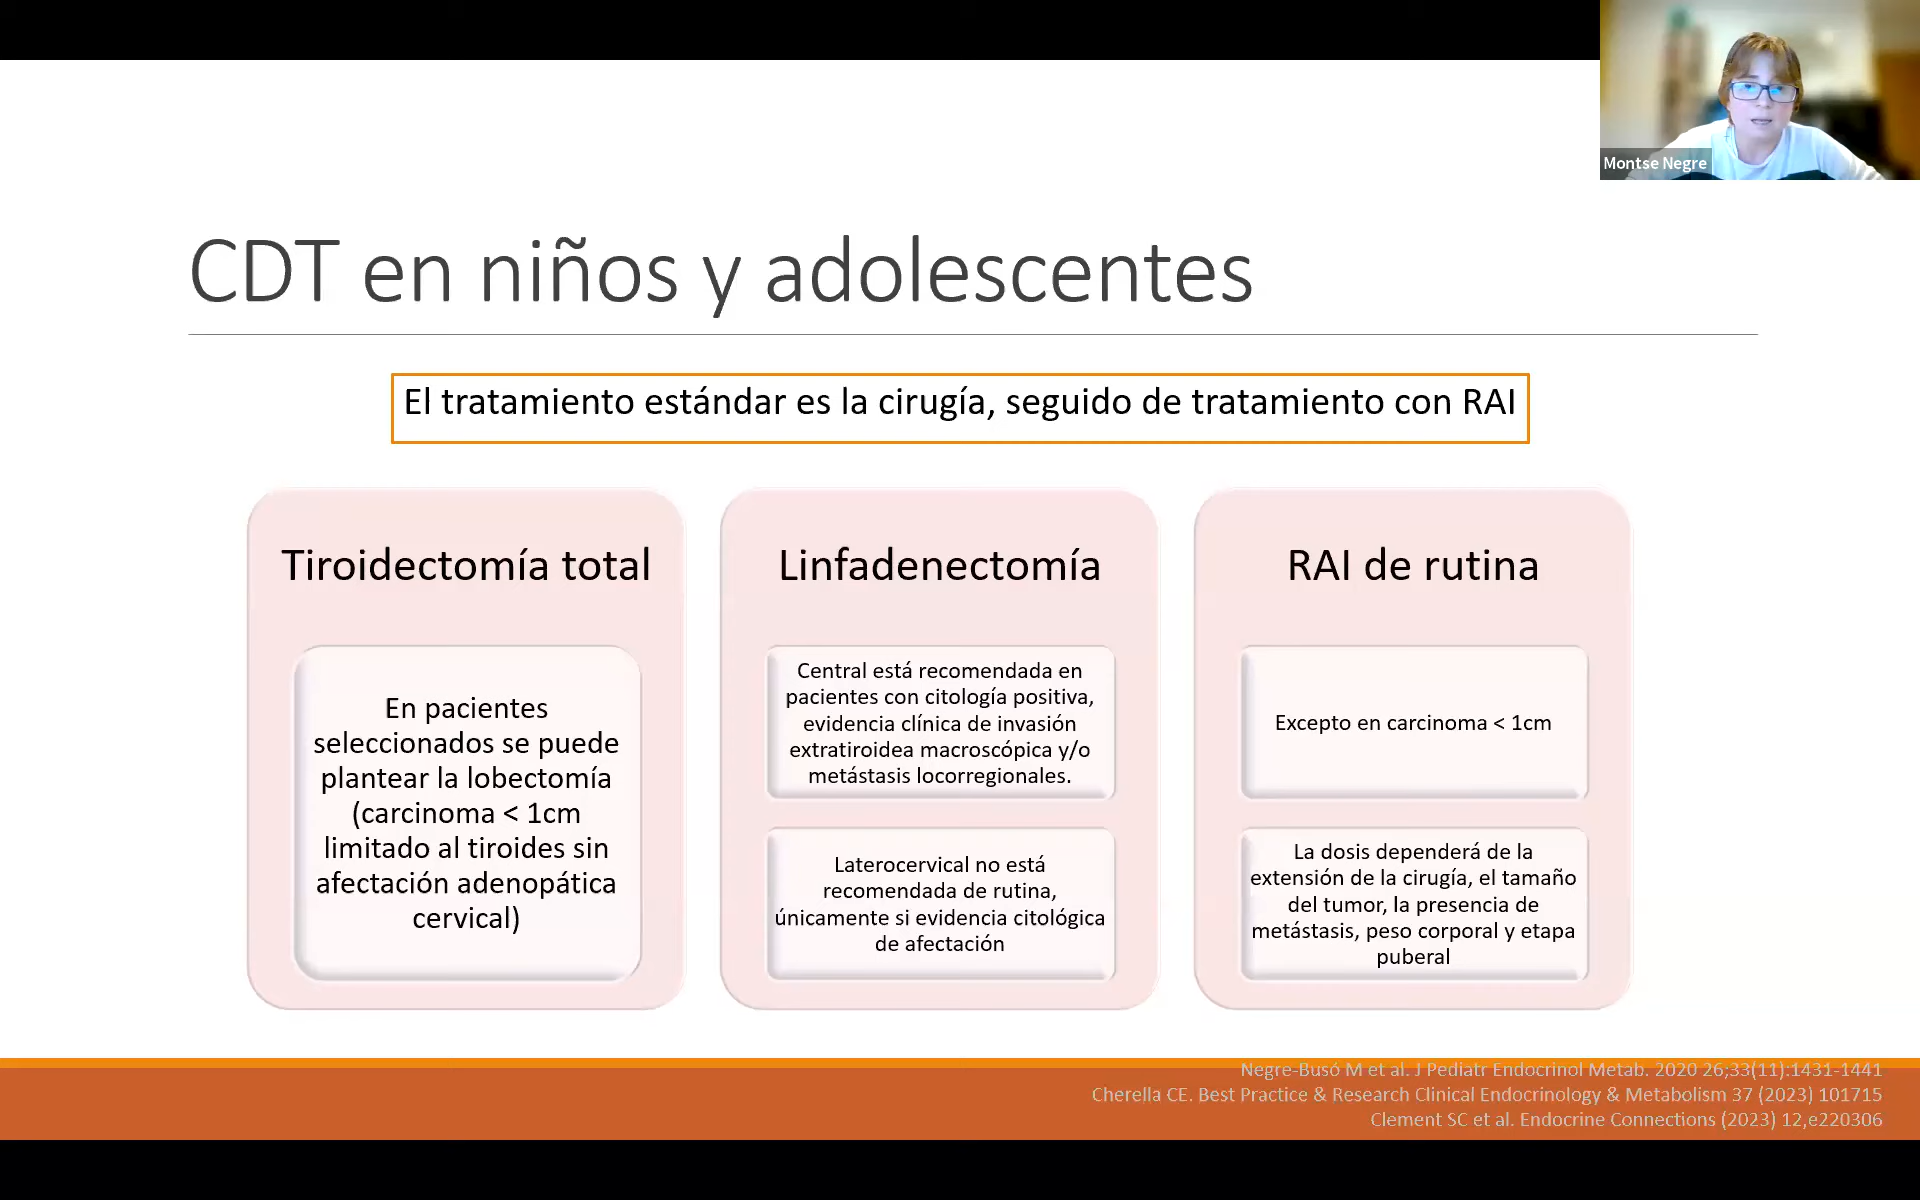 Montse Negre
CDT en niños y adolescentes
El tratamiento estándar es la cirugía, seguido de tratamiento con RAI
Tiroidectomía total
En pacientes
seleccionados se puede
plantear la lobectomía
(carcinoma < 1cm
limitado al tiroides sin
afectación adenopática
cervical)
Linfadenectomía
Central está recomendada en
pacientes con citología positiva,
evidencia clínica de invasión
extratiroidea macroscópica y/o
metástasis locorregionales.
Laterocervical no está
recomendada de rutina,
únicamente si evidencia citológica
de afectación
RAI de rutina
Excepto en carcinoma < 1cm
La dosis dependerá de la
extensión de la cirugía, el tamaño
del tumor, la presencia de
metástasis, peso corporal y etapa
puberal
Negre-Busó M et al. J Pediatr Endocrinol Metab. 2020 26;33(11):1431-1441
Cherella CE. Best Practice & Research Clinical Endocrinology & Metabolism 37 (2023) 101715
Clement SC et al. Endocrine Connections (2023) 12,e220306